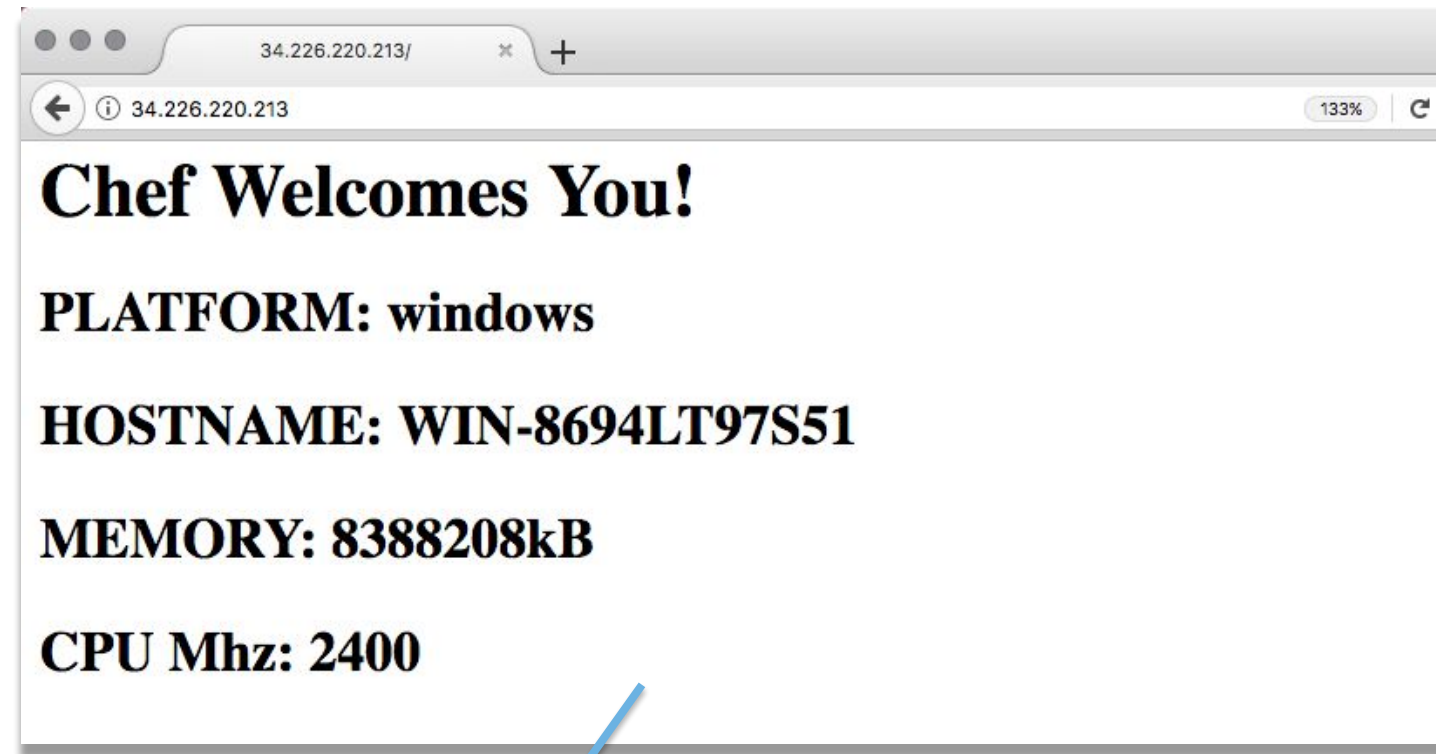 34.226.220.213/
34.226.220.213 133%
Chef Welcomes You!
PLATFORM: windows
HOSTNAME: WIN-8694LT97S51
MEMORY: 8388208kB
CPU Mhz: 2400